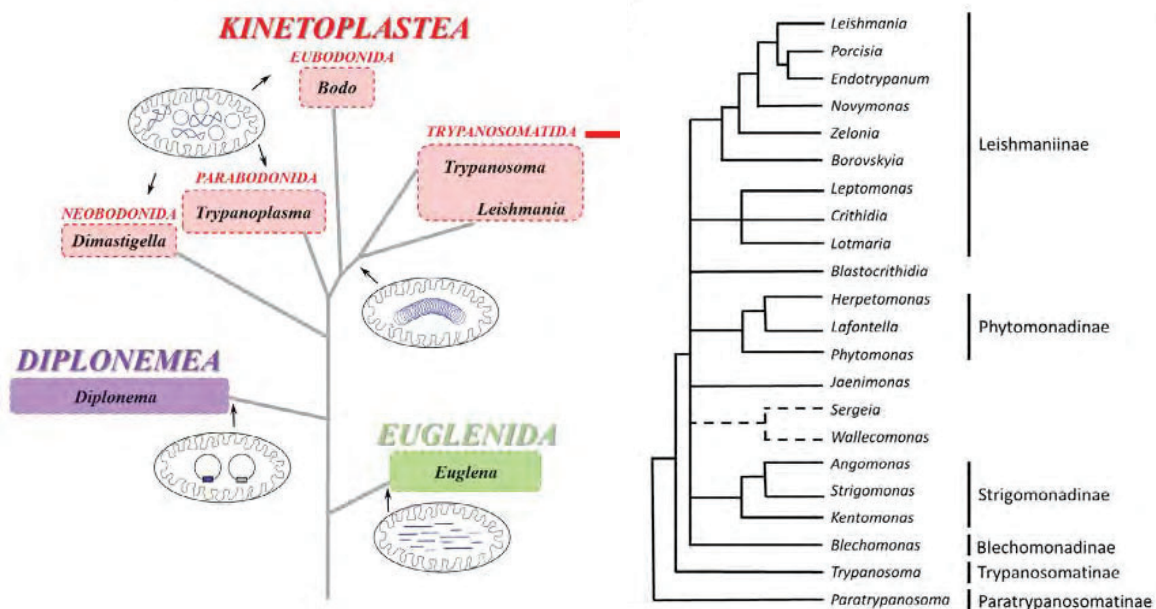 KINETOPLASTEA
EUBODONIDA
Bodo
TRYPANOSOMATIDA
Trypanosoma
Leishmania
PARABODONIDA
Trypanoplasma
NEOBODONIDA
Dimastigella
DIPLONEMEA
Diplonema
EUGLENIDA
Euglena
Leishmania
Porcisia
Endotrypanum
Novymonas
Zelonia
Borovskyia
Leptomonas
Crithidia
Lotmaria
Leishmaniinae
Blastocrithidia
Herpetomonas
Lafontella
Phytomonas
Phytomonadinae
Jaenimonas
Sergeia
Wallecomonas
Angomonas
Strigomonas
Kentomonas
Strigomonadinae
Blechomonas
Blechomonadinae
Trypanosoma
Trypanosomatinae
Paratrypanosoma
Paratrypanosomatinae